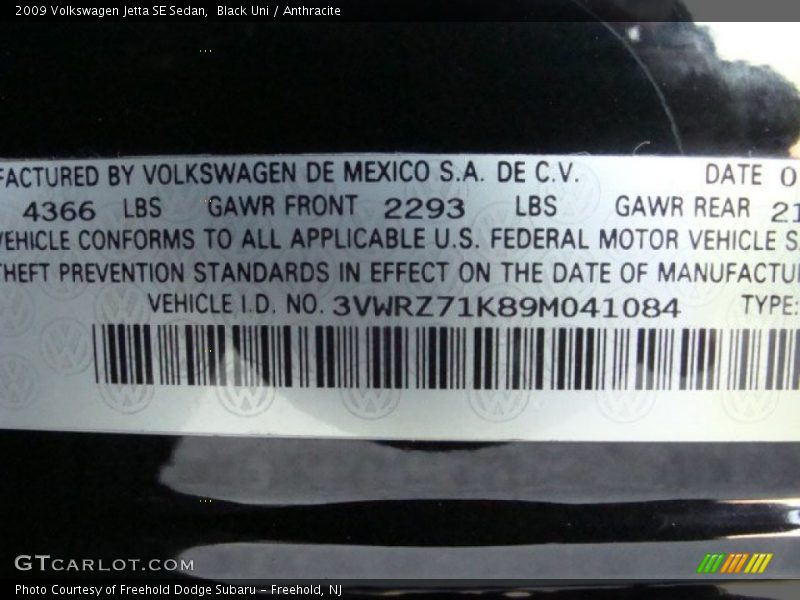 2009 Volkswagen Jetta SE Sedan,  Black Uni / Anthracite
FACTURED BY VOLKSWAGEN DE MEXICO S.A. DE C.V. DATE 0
4366 LBS GAWR FRONT 2293 LBS GAWR REAR 21
VEHICLE CONFORMS TO ALL APPLICABLE U.S. FEDERAL MOTOR VEHICLE S
THEFT PREVENTION STANDARDS IN EFFECT ON THE DATE OF MANUFACTU
VEHICLE I.D. NO. 3VWRZ71K89M041084 TYPE:
GTCARLOT.COM
Photo Courtesy of Freehold Dodge Subaru - Freehold, NJ